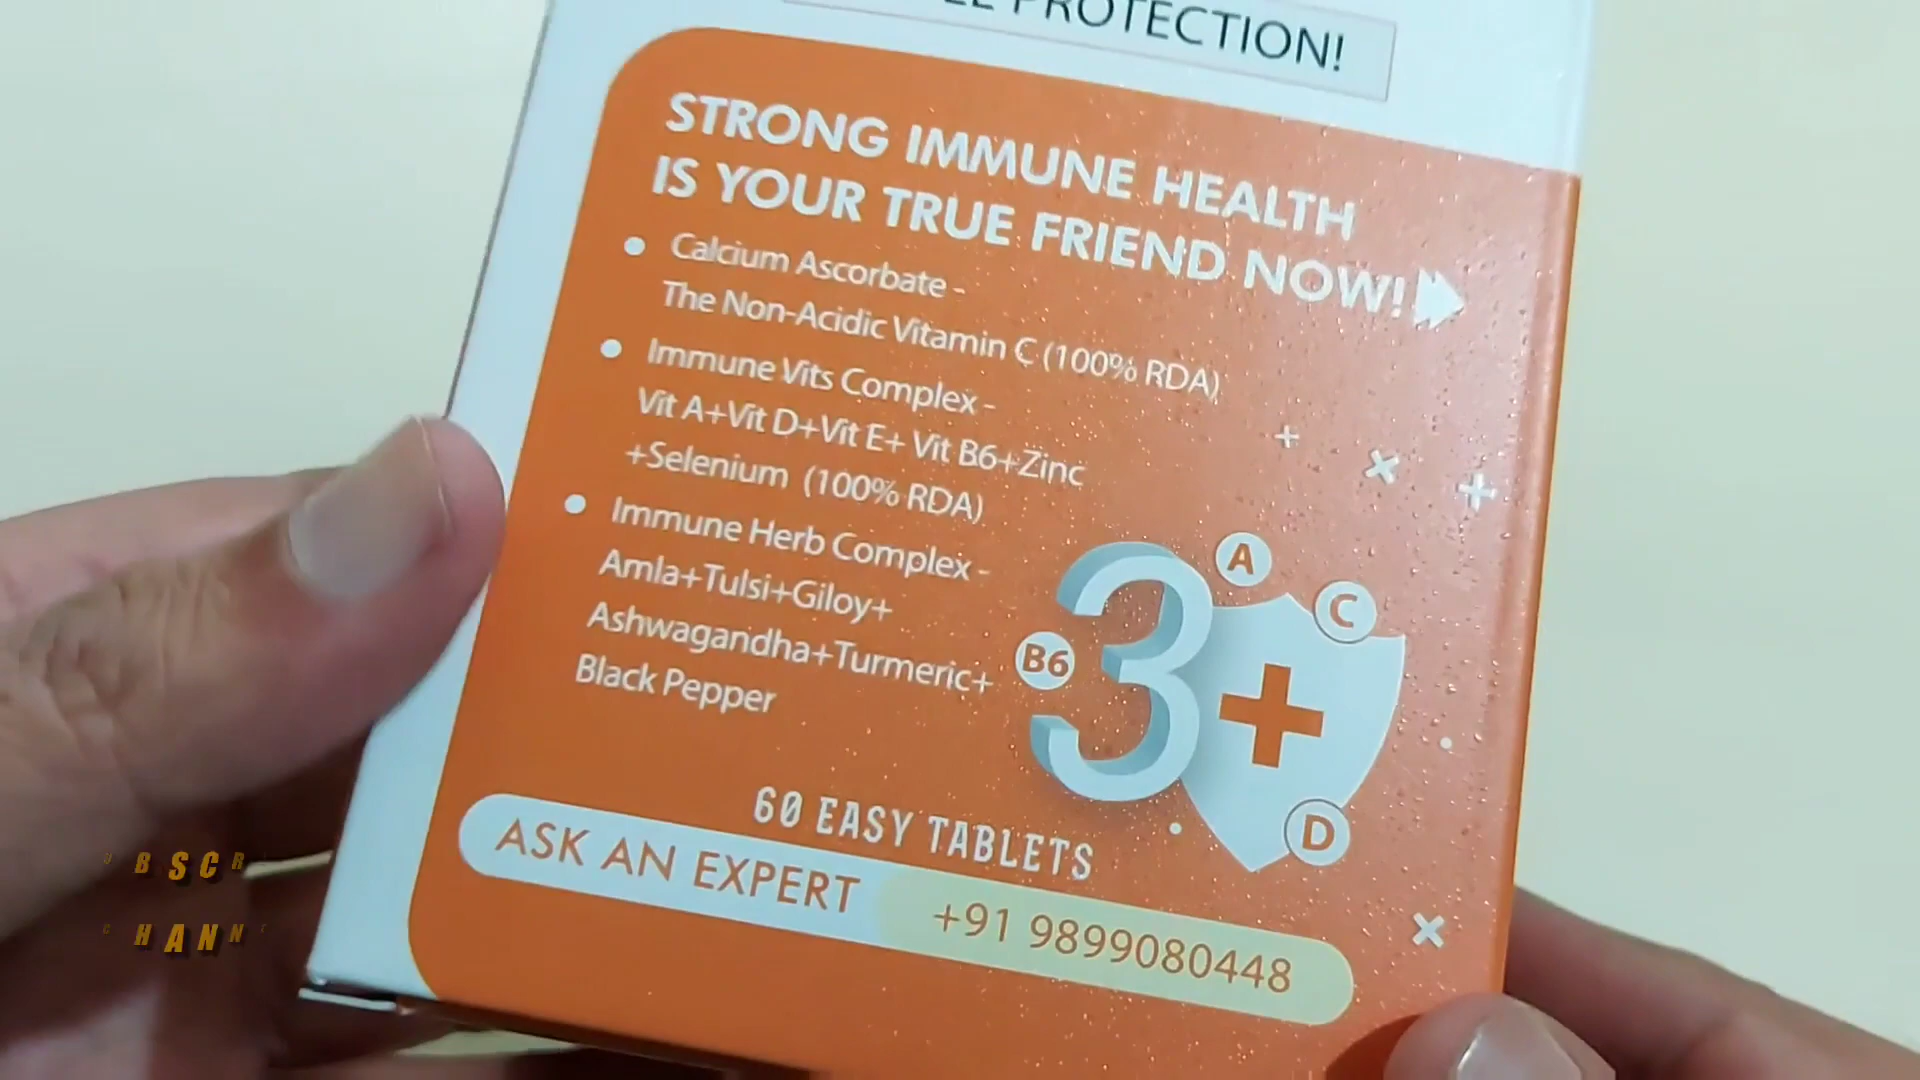 PROTECTION!
STRONG IMMUNE HEALTH
IS YOUR TRUE FRIEND NOW!
Calcium Ascorbate -
The Non-Acidic Vitamin C (100% RDA)
Immune Vits Complex -
Vit A+Vit D+Vit E+ Vit B6+Zinc
+Selenium (100% RDA)
Immune Herb Complex -
Amla+Tulsi+Giloy+
Ashwagandha+Turmeric+
Black Pepper
A
C
B6
3+
D
60 EASY TABLETS
ASK AN EXPERT +91 9899080448